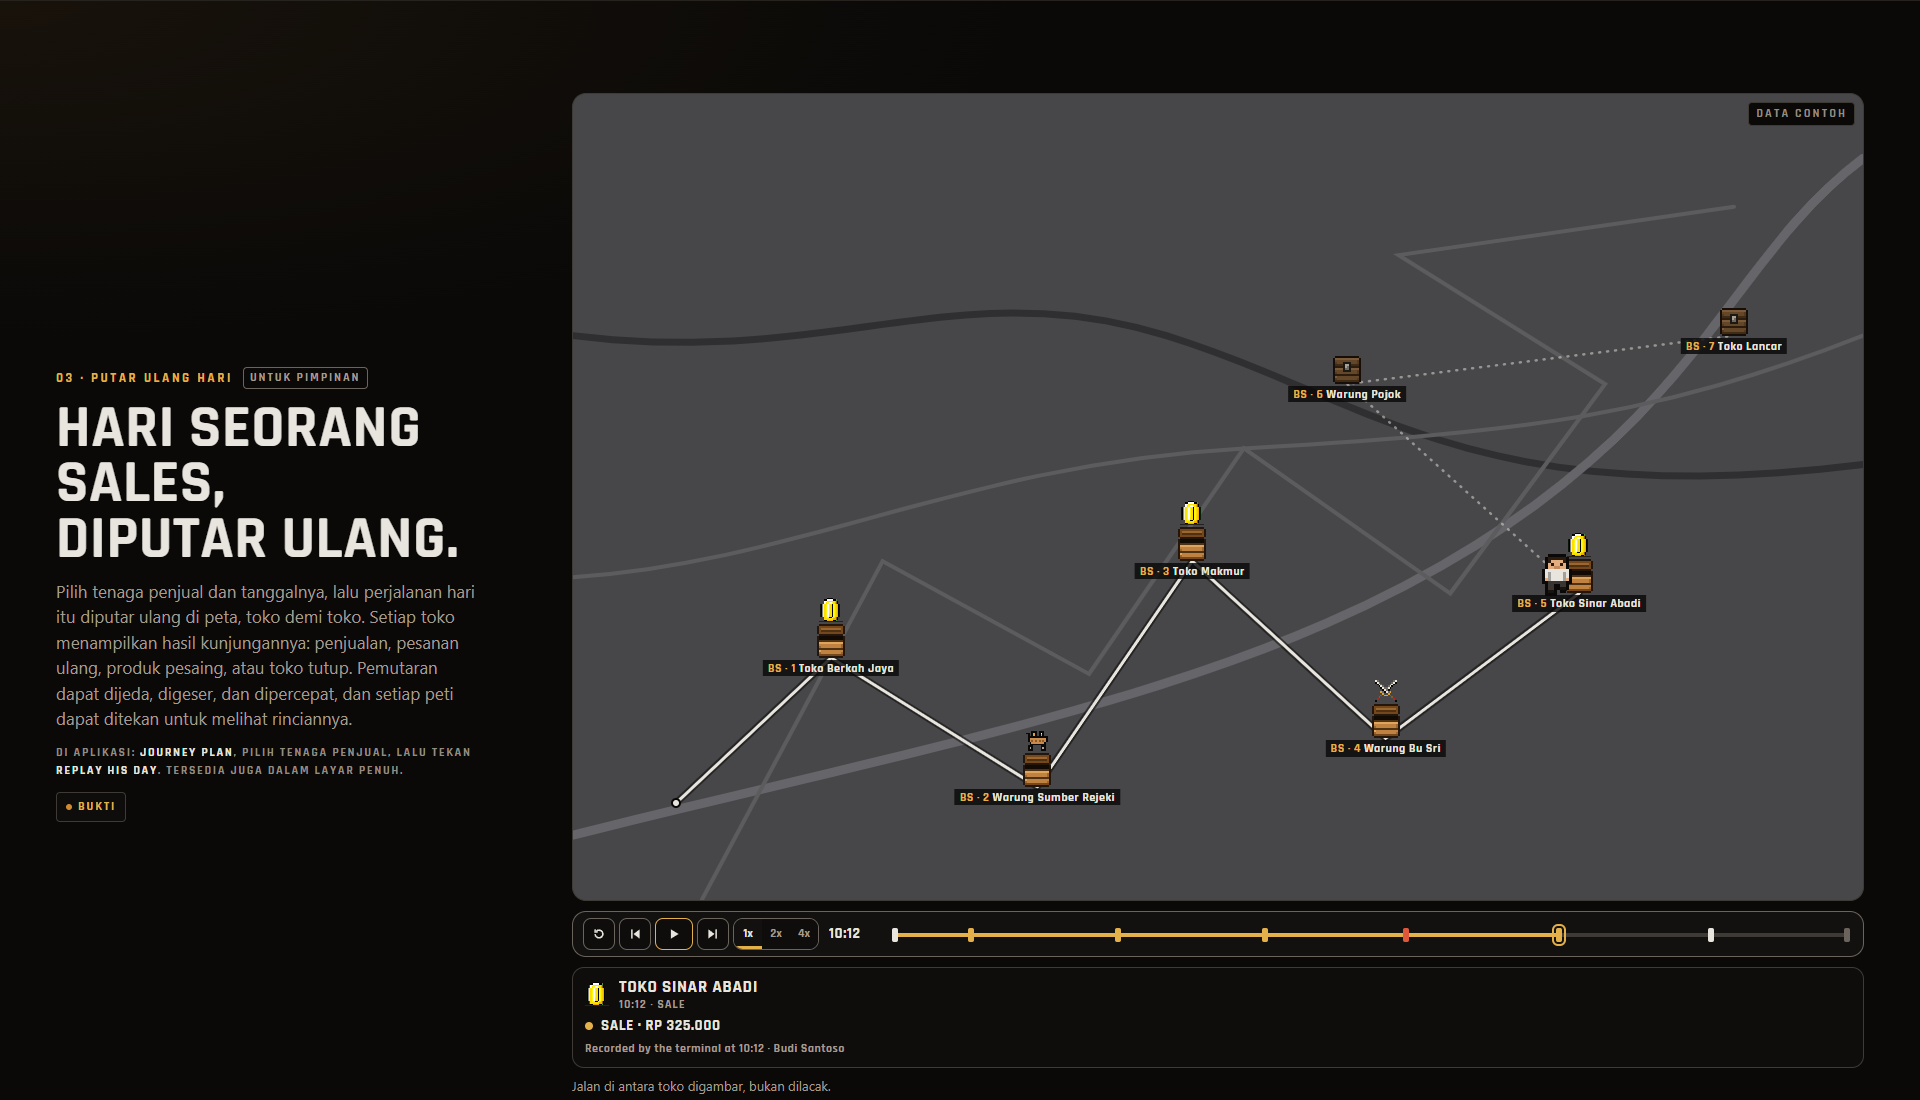 03 · PUTAR ULANG HARI
UNTUK PIMPINAN
HARI SEORANG
SALES,
DIPUTAR ULANG.
Pilih tenaga penjual dan tanggalnya, lalu perjalanan hari
itu diputar ulang di peta, toko demi toko. Setiap toko
menampilkan hasil kunjungannya: penjualan, pesanan
ulang, produk pesaing, atau toko tutup. Pemutaran
dapat dijeda, digeser, dan dipercepat, dan setiap peti
dapat ditekan untuk melihat rinciannya.
DI APLIKASI: JOURNEY PLAN, PILIH TENAGA PENJUAL, LALU TEKAN
REPLAY HIS DAY. TERSEDIA JUGA DALAM LAYAR PENUH.
BUKTI
DATA CONTOH
BS · 7 Toko Lancar
BS · 6 Warung Pojok
BS · 3 Toko Makmur
BS · 5 Toko Sinar Abadi
BS · 1 Toko Berkah Jaya
BS · 4 Warung Bu Sri
BS · 2 Warung Sumber Rejeki
1x 2x 4x 10:12
TOKO SINAR ABADI
10:12 · SALE
SALE · RP 325.000
Recorded by the terminal at 10:12 · Budi Santoso
Jalan di antara toko digambar, bukan dilacak.